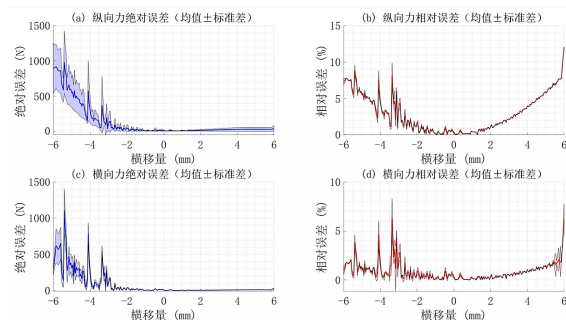 (a) 纵向力绝对误差（均值±标准差）
(b) 纵向力相对误差（均值±标准差）
1500
1000
500
0
绝对误差 (N)
-6 -4 -2 0 2 4 6
横移量 (mm)
15
10
5
0
相对误差 (%)
-6 -4 -2 0 2 4 6
横移量 (mm)
(c) 横向力绝对误差（均值±标准差）
(d) 横向力相对误差（均值±标准差）
1500
1000
500
0
绝对误差 (N)
-6 -4 -2 0 2 4 6
横移量 (mm)
10
5
0
相对误差 (%)
-6 -4 -2 0 2 4 6
横移量 (mm)